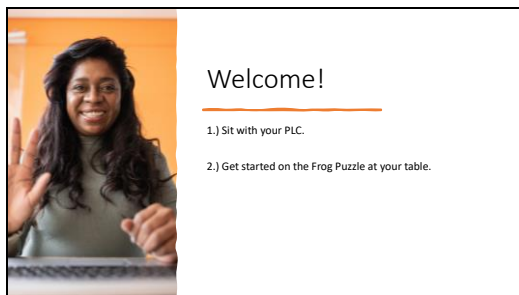 Welcome!
1.) Sit with your PLC.
2.) Get started on the Frog Puzzle at your table.